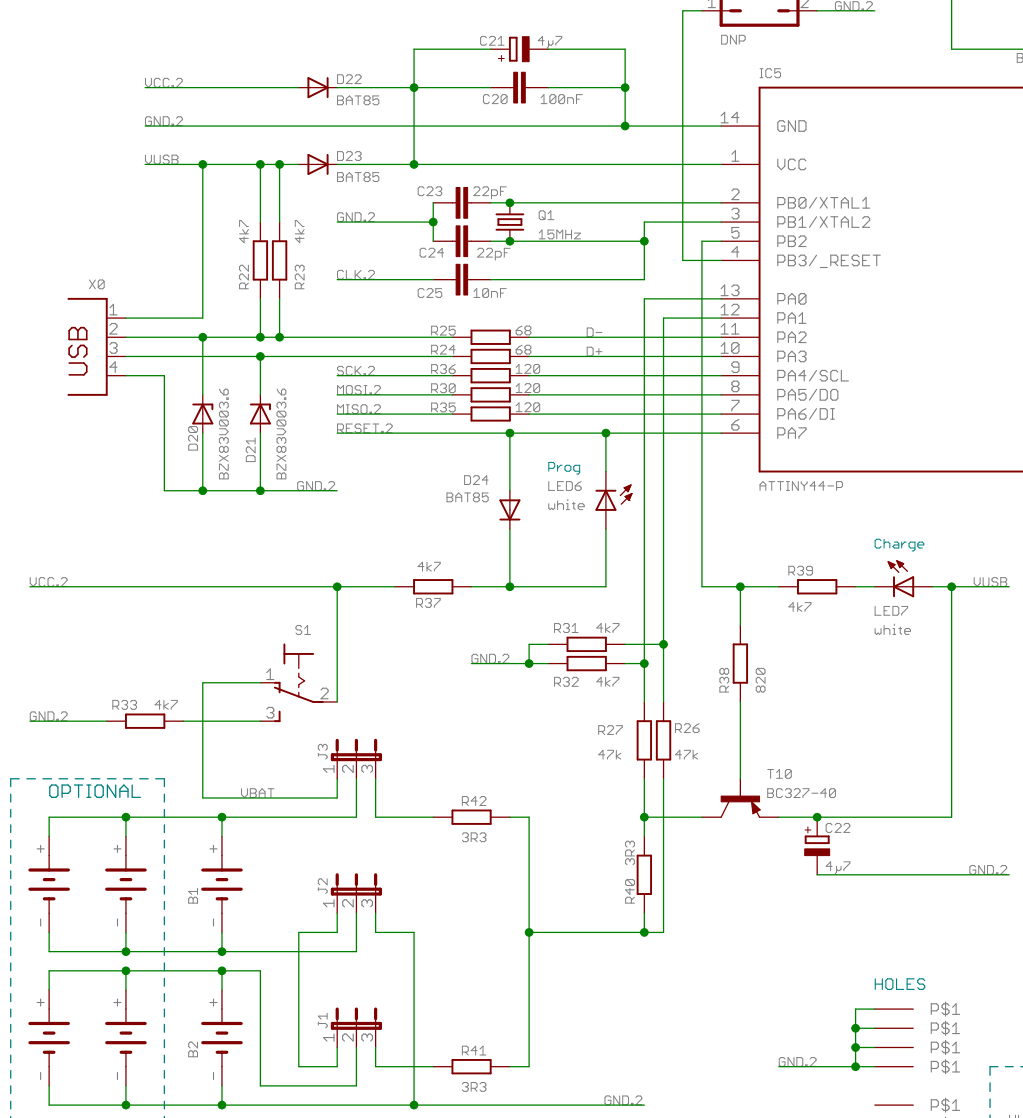 1 2 GND.2
DNP
B
C21 4µ7
+
IC5
VCC.2 D22
BAT85
C20 100nF
GND.2 14 GND
VUSB D23 1 VCC
BAT85
C23 22pF 2 PB0/XTAL1
GND.2 Q1 3 PB1/XTAL2
15MHz 5 PB2
C24 22pF 4 PB3/_RESET
4k7 4k7
R22 R23
CLK.2
C25 10nF
X0
USB
1
2
3
4
13 PA0
12 PA1
R25 68 D- 11 PA2
R24 68 D+ 10 PA3
SCK.2 R36 120 9 PA4/SCL
MOSI.2 R30 120 8 PA5/DO
MISO.2 R35 120 7 PA6/DI
RESET.2 6 PA7
D20 BZX83V003.6
D21 BZX83V003.6
GND.2
D24
BAT85
Prog
LED6
white
ATTINY44-P
Charge
VCC.2 4k7
R37
R39
4k7
LED7
white
VUSB
S1
1
2
3
GND.2 R33 4k7
R31 4k7
GND.2
R32 4k7
R38 820
R27 R26
47k 47k
J3
1 2 3
VBAT
T10
BC327-40
OPTIONAL
R42
3R3
+ + +
- - -
B1
J2
1 2 3
R40 3R3
+ C22
4µ7
GND.2
+ + +
- - -
B2
J1
1 2 3
R41
3R3
GND.2
HOLES
P$1
P$1
P$1
GND.2 P$1
P$1